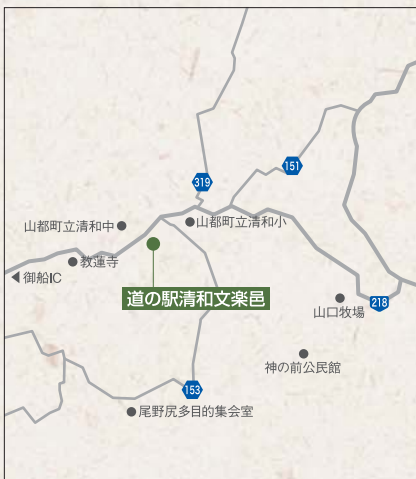 151
319
山都町立清和小
山都町立清和中
教蓮寺
御船IC
道の駅清和文楽邑
山口牧場
218
神の前公民館
153
尾野尻多目的集会室